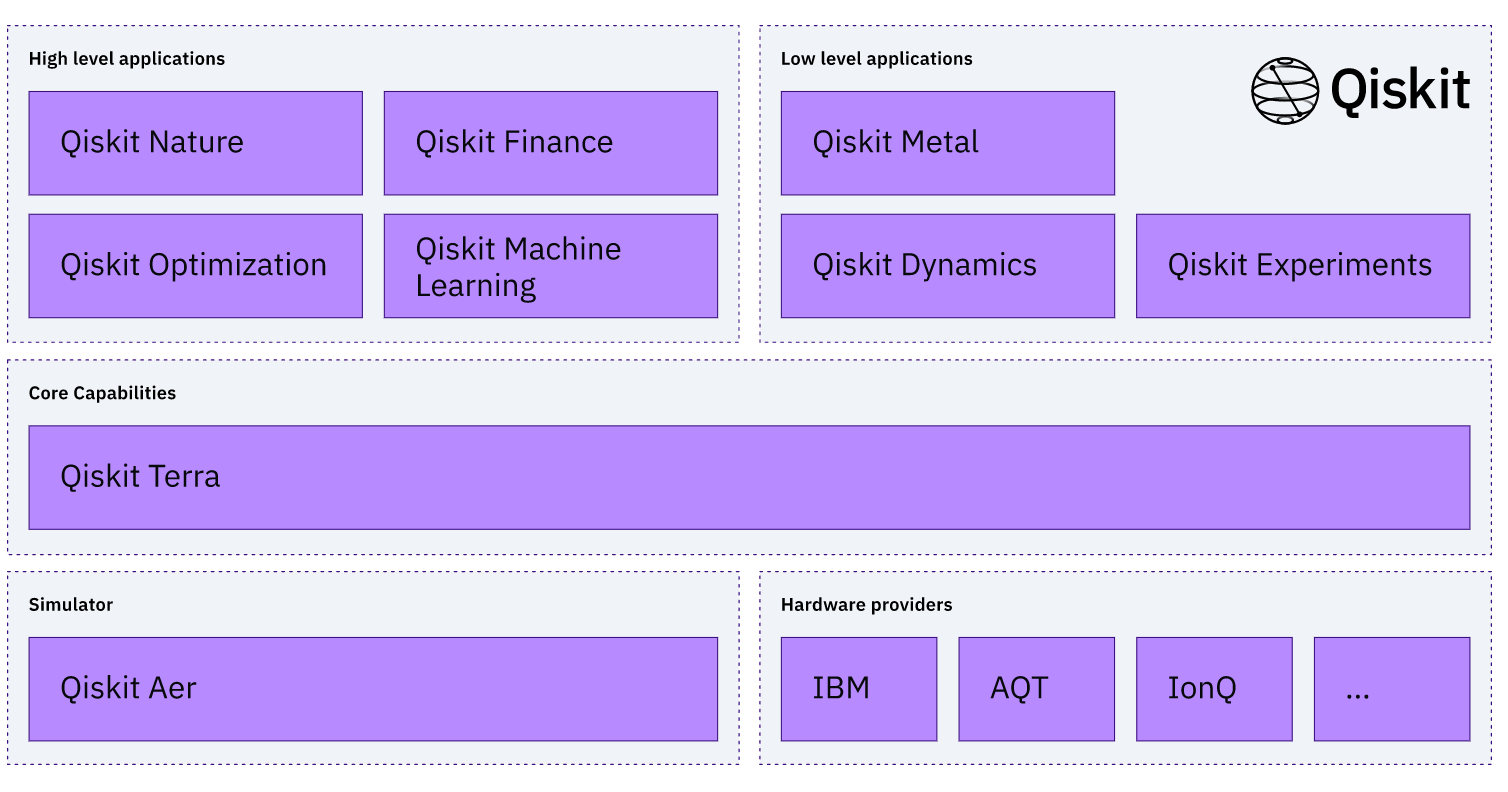 High level applications
Qiskit Nature
Qiskit Finance
Qiskit Optimization
Qiskit Machine
Learning
Low level applications
Qiskit
Qiskit Metal
Qiskit Dynamics
Qiskit Experiments
Core Capabilities
Qiskit Terra
Simulator
Qiskit Aer
Hardware providers
IBM
AQT
IonQ
...